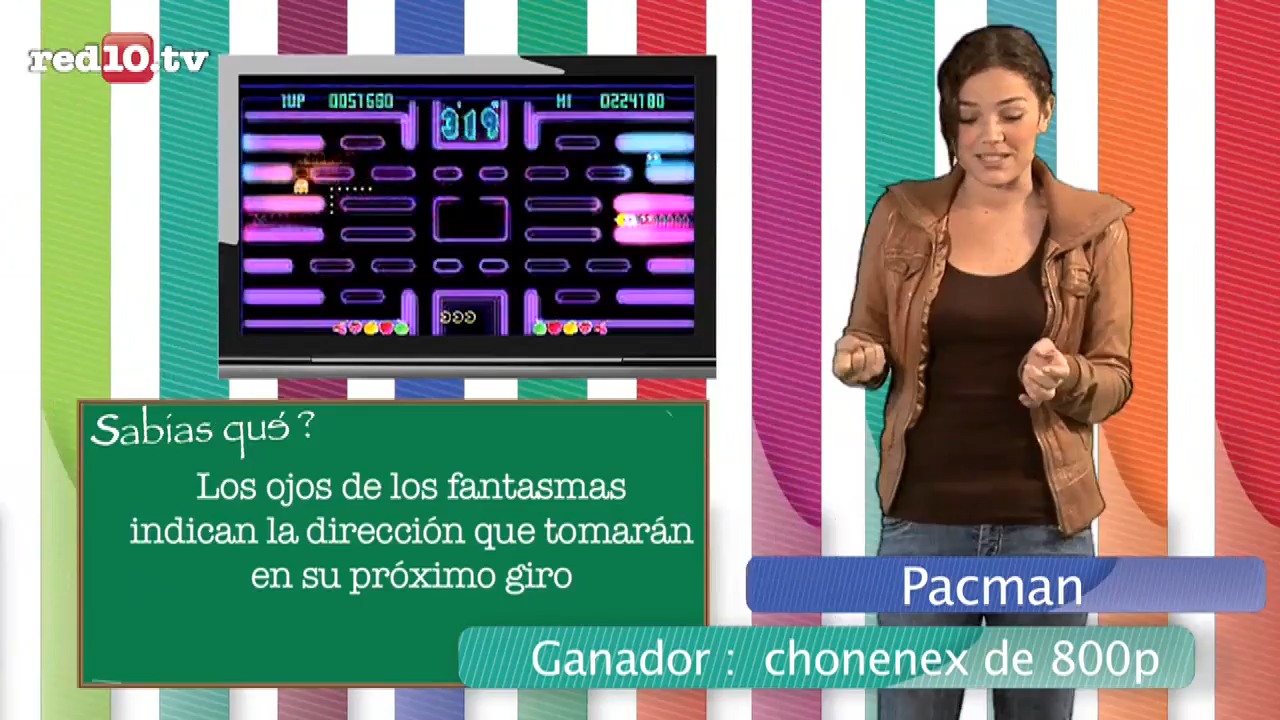 red10.tv
1UP 0051660
319
HI 0224180
Sabías qué?
Los ojos de los fantasmas
indican la dirección que tomarán
en su próximo giro
Pacman
Ganador : chonenex de 800p